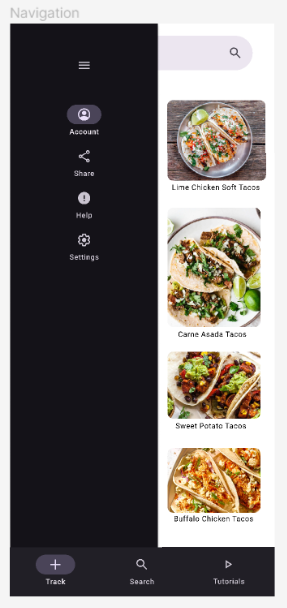 Navigation
Account
Share
Help
Settings
Lime Chicken Soft Tacos
Carne Asada Tacos
Sweet Potato Tacos
Buffalo Chicken Tacos
Track
Search
Tutorials